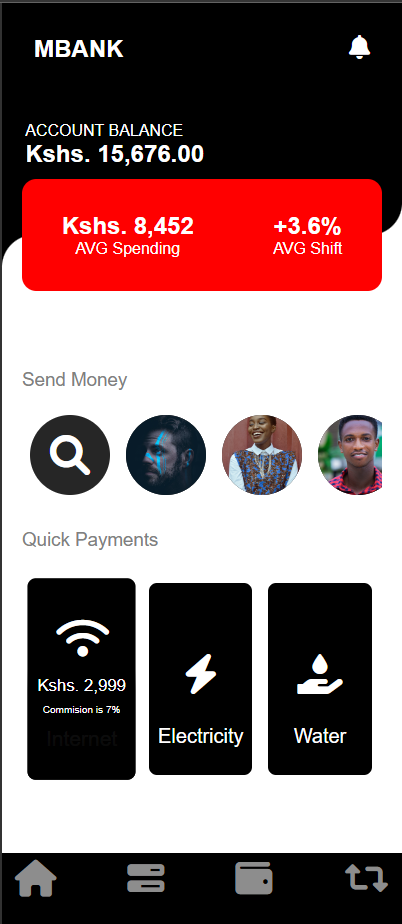 MBANK
ACCOUNT BALANCE
Kshs. 15,676.00
Kshs. 8,452
AVG Spending
+3.6%
AVG Shift
Send Money
Quick Payments
Kshs. 2,999
Commision is 7%
Internet
Electricity
Water